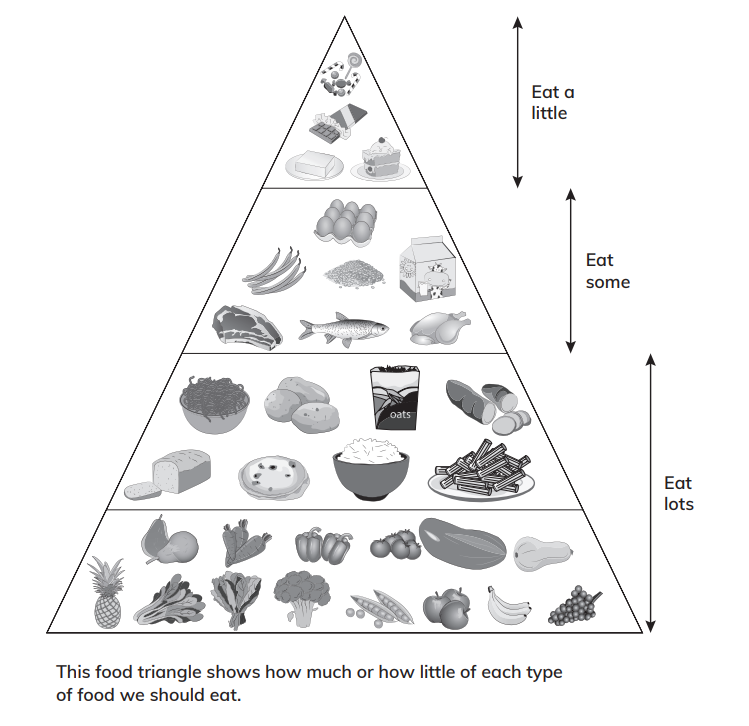 Eat a
little
Eat
some
oats
Eat
lots
This food triangle shows how much or how little of each type
of food we should eat.